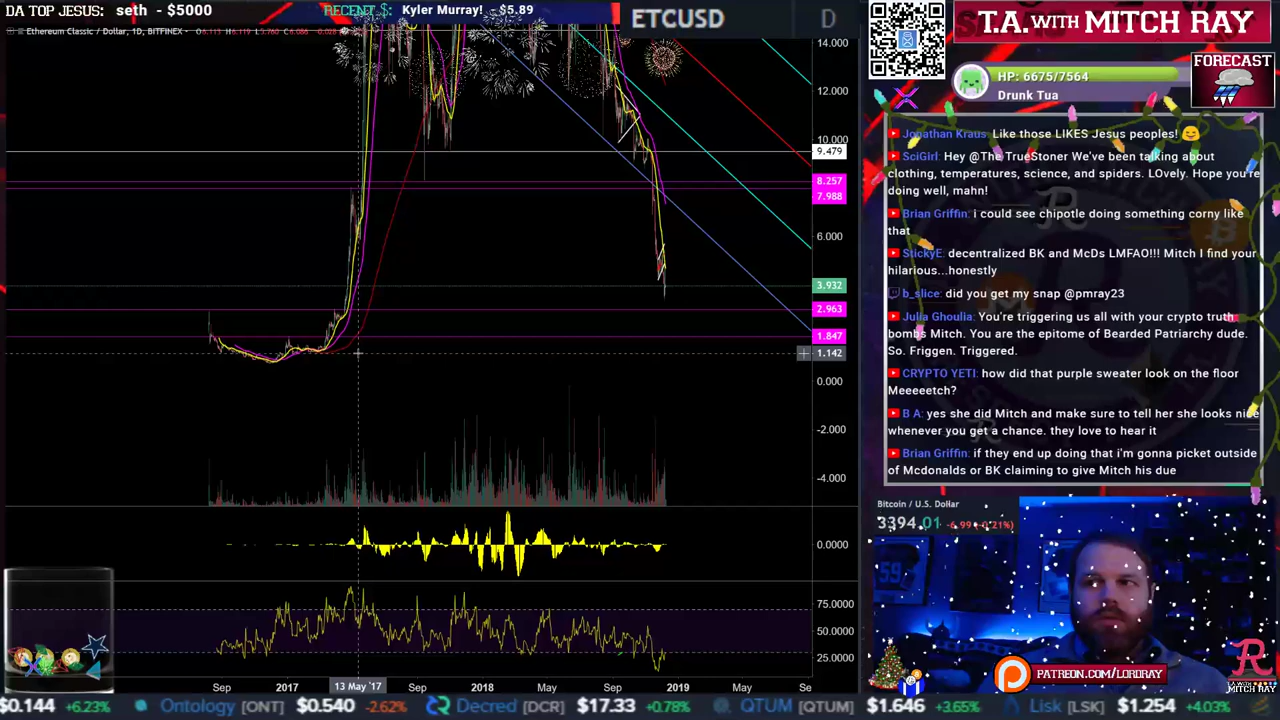 DA TOP JESUS: seth - $5000
RECENT $: Kyler Murray! - $5.89
ETCUSD D
T.A. WITH MITCH RAY
Ethereum Classic / Dollar, 1D, BITFINEX
HP: 6675/7564
Drunk Tua
FORECAST
14.000
12.000
10.000
9.479
8.257
7.988
6.000
3.932
2.963
1.847
1.142
0.000
-2.000
-4.000
0.0000
75.0000
50.0000
25.0000
Sep 2017 13 May '17 Sep 2018 May Sep 2019 May Se
Jonathan Kraus: Like those LIKES Jesus peoples!
SciGirl: Hey @The TrueStoner We've been talking about
clothing, temperatures, science, and spiders. LOvely. Hope you're
doing well, mahn!
Brian Griffin: i could see chipotle doing something corny like
that
StickyE: decentralized BK and McDs LMFAO!!! Mitch I find your
hilarious...honestly
b_slice: did you get my snap @pmray23
Julia Ghoulia: You're triggering us all with your crypto truth
bombs Mitch. You are the epitome of Bearded Patriarchy dude.
So. Friggen. Triggered.
CRYPTO YETI: how did that purple sweater look on the floor
Meeeeetch?
B A: yes she did Mitch and make sure to tell her she looks nice
whenever you get a chance. they love to hear it
Brian Griffin: if they end up doing that i'm gonna picket outside
of Mcdonalds or BK claiming to give Mitch his due
Bitcoin / U.S. Dollar
3394.01 -6.99 (-0.21%)
59
PATREON.COM/LORDRAY
R
T.A. WITH
MITCH RAY
$0.144 +6.23% Ontology [ONT] $0.540 -2.62% Decred [DCR] $17.33 +0.78% QTUM [QTUM] $1.646 +3.65% Lisk [LSK] $1.254 +4.03%